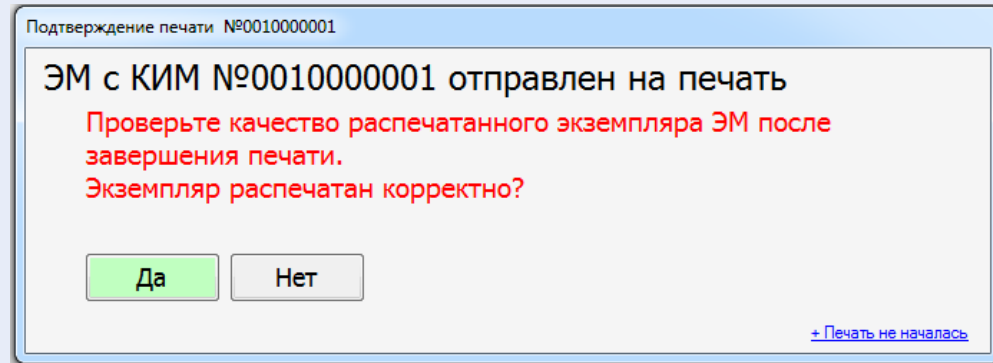 Подтверждение печати №0010000001
ЭМ с КИМ №0010000001 отправлен на печать
Проверьте качество распечатанного экземпляра ЭМ после
завершения печати.
Экземпляр распечатан корректно?
Да Нет
+ Печать не началась